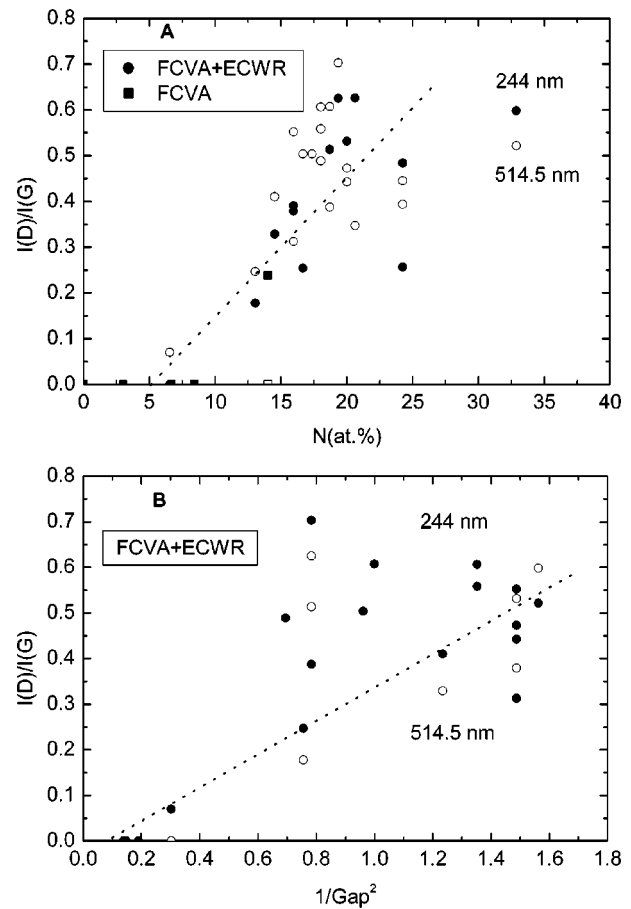 A
FCVA+ECWR
FCVA
244 nm
514.5 nm
I(D)/I(G)
0.8
0.7
0.6
0.5
0.4
0.3
0.2
0.1
0.0
0 5 10 15 20 25 30 35 40
N(at.%)
B
FCVA+ECWR
244 nm
514.5 nm
I(D)/I(G)
0.8
0.7
0.6
0.5
0.4
0.3
0.2
0.1
0.0
0.0 0.2 0.4 0.6 0.8 1.0 1.2 1.4 1.6 1.8
1/Gap²